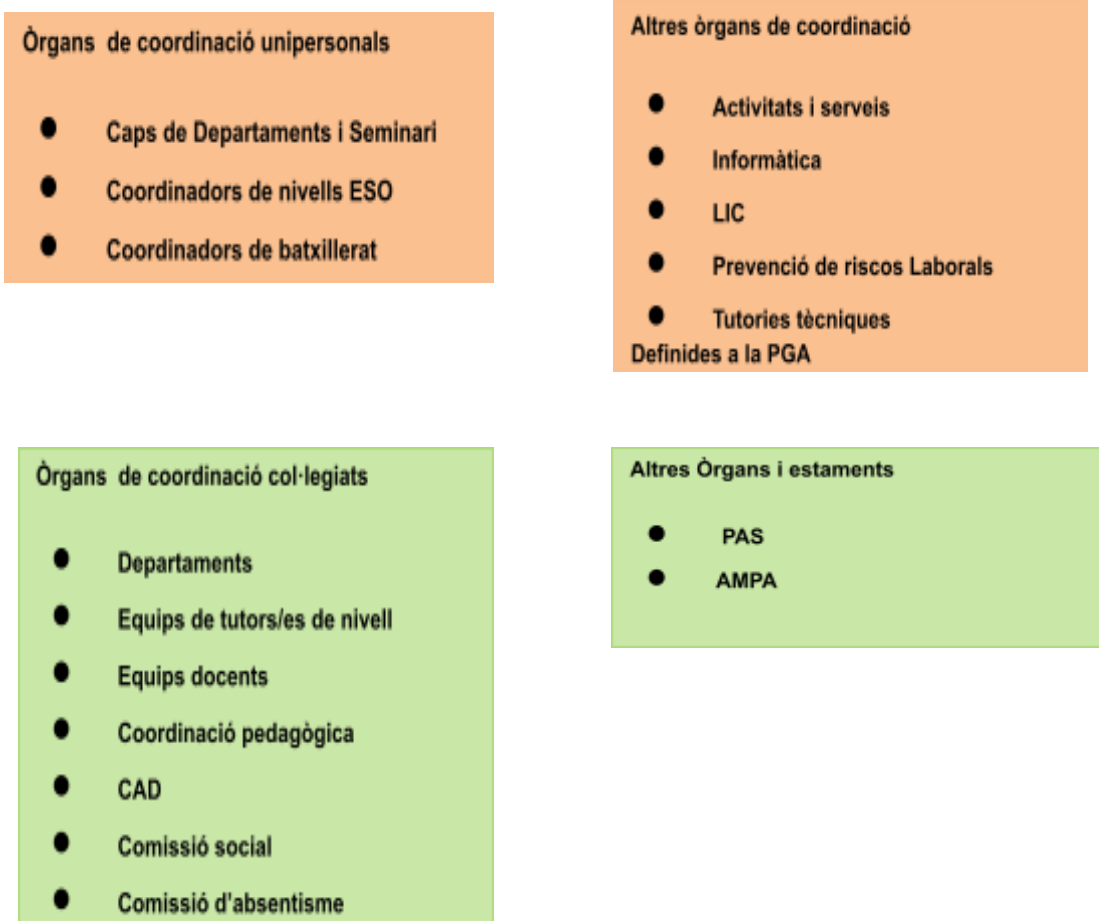 Òrgans de coordinació unipersonals
● Caps de Departaments i Seminari
● Coordinadors de nivells ESO
● Coordinadors de batxillerat
Altres òrgans de coordinació
● Activitats i serveis
● Informàtica
● LIC
● Prevenció de riscos Laborals
● Tutories tècniques
Definides a la PGA
Òrgans de coordinació col·legiats
● Departaments
● Equips de tutors/es de nivell
● Equips docents
● Coordinació pedagògica
● CAD
● Comissió social
● Comissió d'absentisme
Altres Òrgans i estaments
● PAS
● AMPA